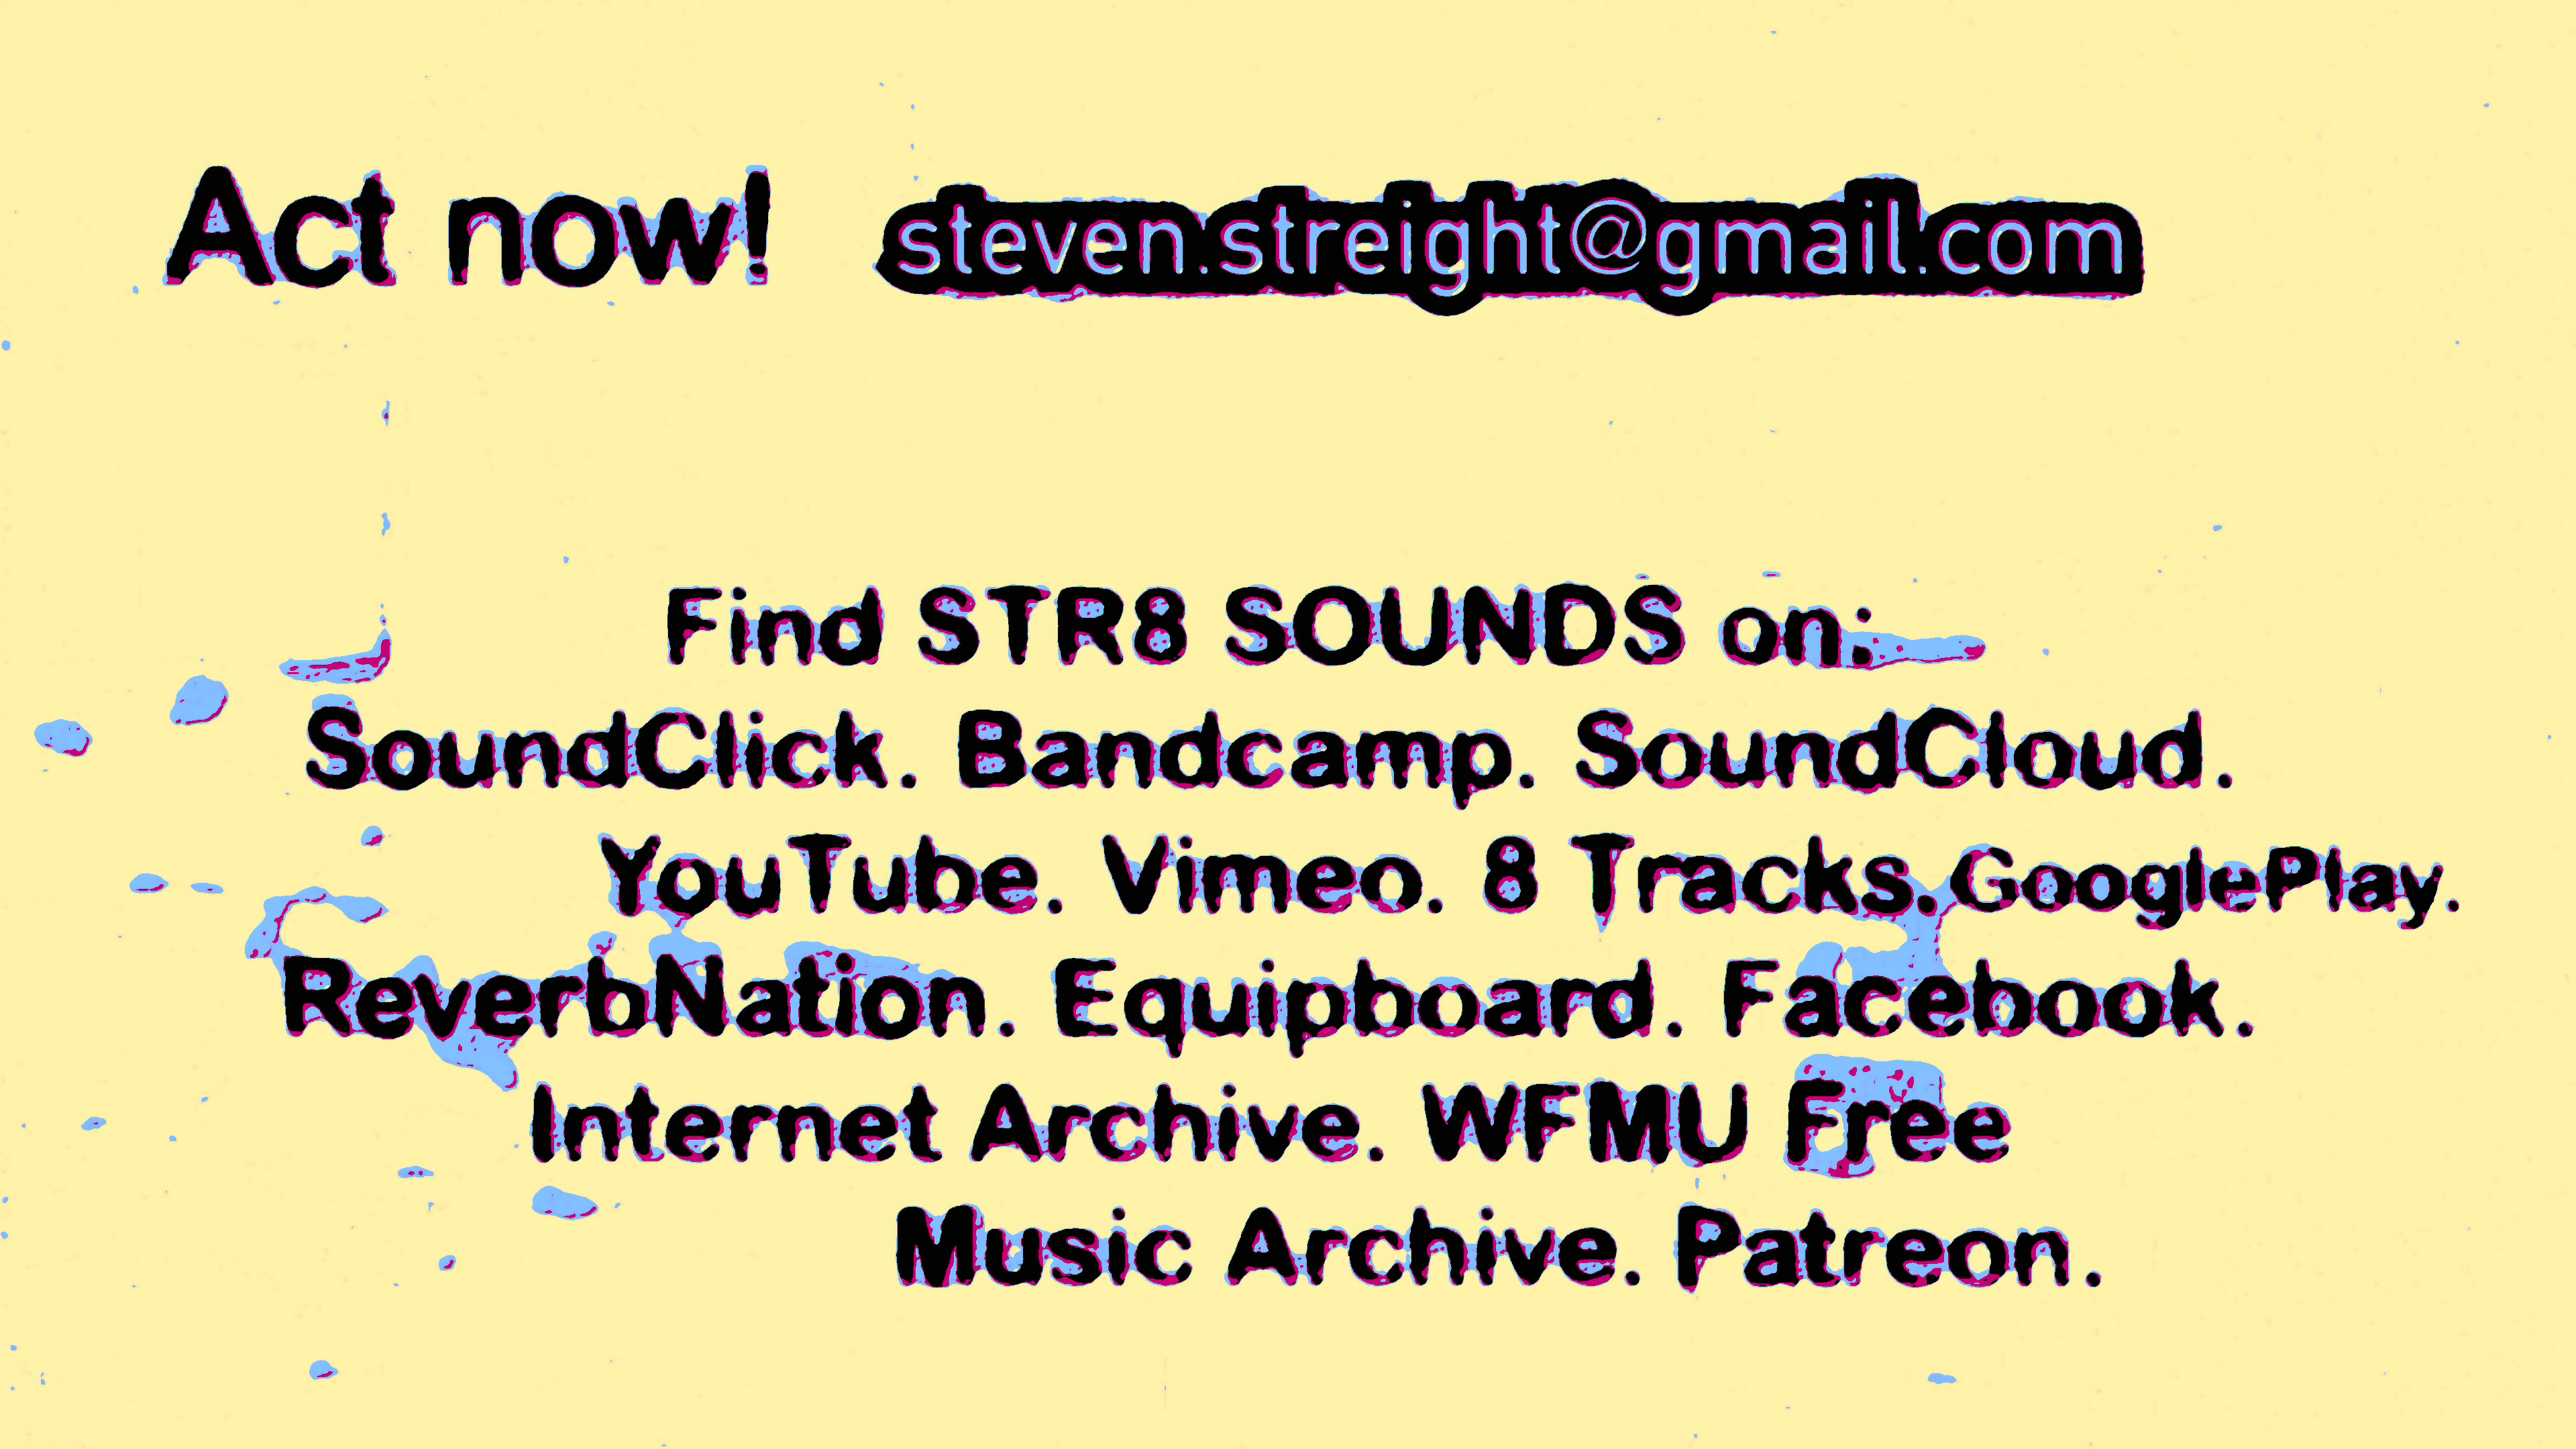 Act now! steven.streight@gmail.com
Find STR8 SOUNDS on:
SoundClick. Bandcamp. SoundCloud.
YouTube. Vimeo. 8 Tracks. GooglePlay.
ReverbNation. Equipboard. Facebook.
Internet Archive. WFMU Free
Music Archive. Patreon.